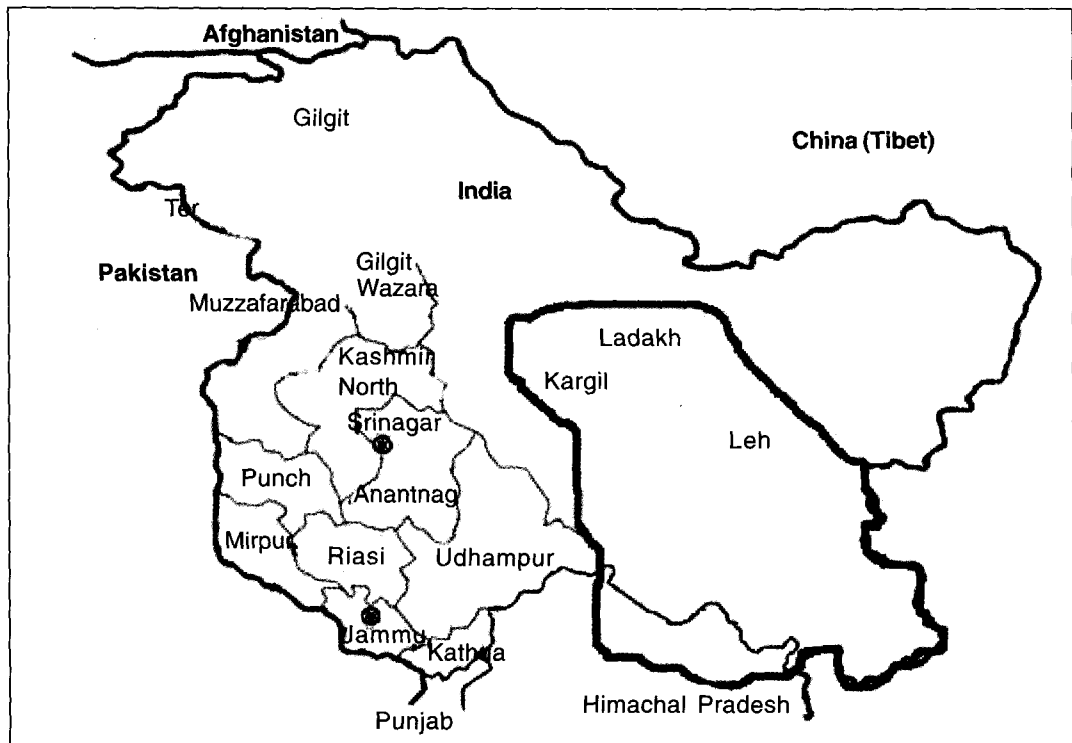 Afghanistan
Gilgit
China (Tibet)
India
Ter
Pakistan
Gilgit
Wazara
Muzzafarabad
Ladakh
Kashmir
North
Kargil
Srinagar
Leh
Punch
Anantnag
Mirpur
Riasi
Udhampur
Jammu
Kathua
Himachal Pradesh
Punjab